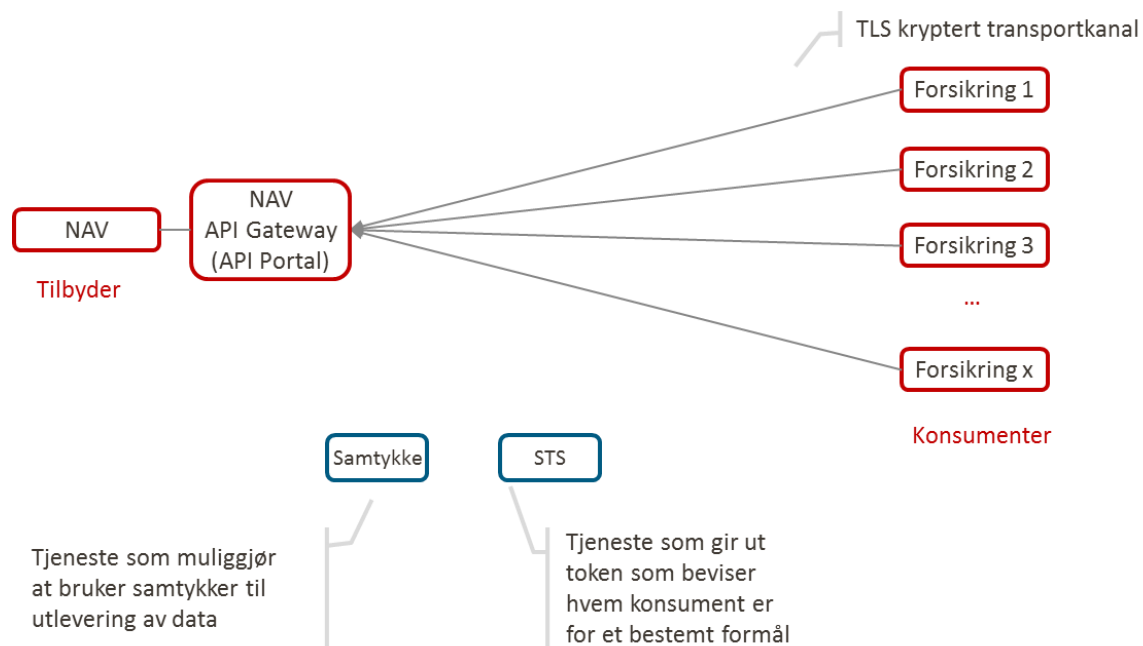 TLS kryptert transportkanal
Forsikring 1
Forsikring 2
NAV
NAV
API Gateway
(API Portal)
Forsikring 3
Tilbyder
...
Forsikring x
Konsumenter
Samtykke
STS
Tjeneste som muliggjør
at bruker samtykker til
utlevering av data
Tjeneste som gir ut
token som beviser
hvem konsument er
for et bestemt formål